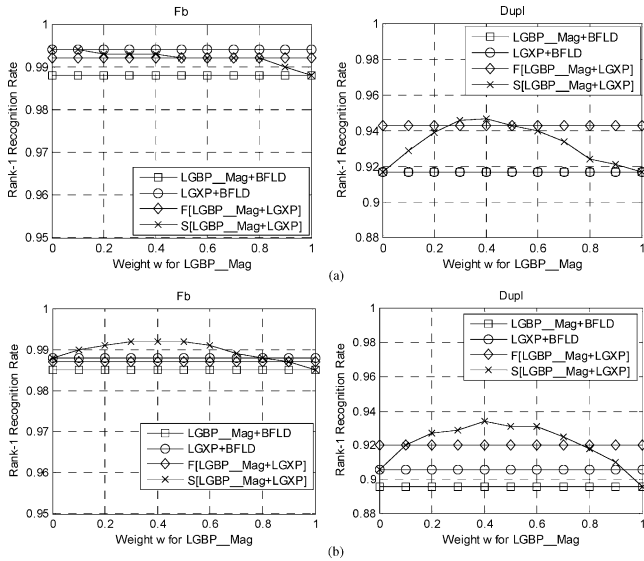 Fb
Rank-1 Recognition Rate
0.99
0.98
0.97
0.96
0.95
LGBP__Mag+BFLD
LGXP+BFLD
F[LGBP__Mag+LGXP]
S[LGBP__Mag+LGXP]
0 0.2 0.4 0.6 0.8 1
Weight w for LGBP__Mag
DupI
Rank-1 Recognition Rate
1
0.98
0.96
0.94
0.92
0.9
0.88
LGBP__Mag+BFLD
LGXP+BFLD
F[LGBP__Mag+LGXP]
S[LGBP__Mag+LGXP]
0 0.2 0.4 0.6 0.8 1
Weight w for LGBP__Mag
(a)
Fb
Rank-1 Recognition Rate
1
0.99
0.98
0.97
0.96
0.95
LGBP__Mag+BFLD
LGXP+BFLD
F[LGBP__Mag+LGXP]
S[LGBP__Mag+LGXP]
0 0.2 0.4 0.6 0.8 1
Weight w for LGBP__Mag
DupI
Rank-1 Recognition Rate
1
0.98
0.96
0.94
0.92
0.9
0.88
LGBP__Mag+BFLD
LGXP+BFLD
F[LGBP__Mag+LGXP]
S[LGBP__Mag+LGXP]
0 0.2 0.4 0.6 0.8 1
Weight w for LGBP__Mag
(b)